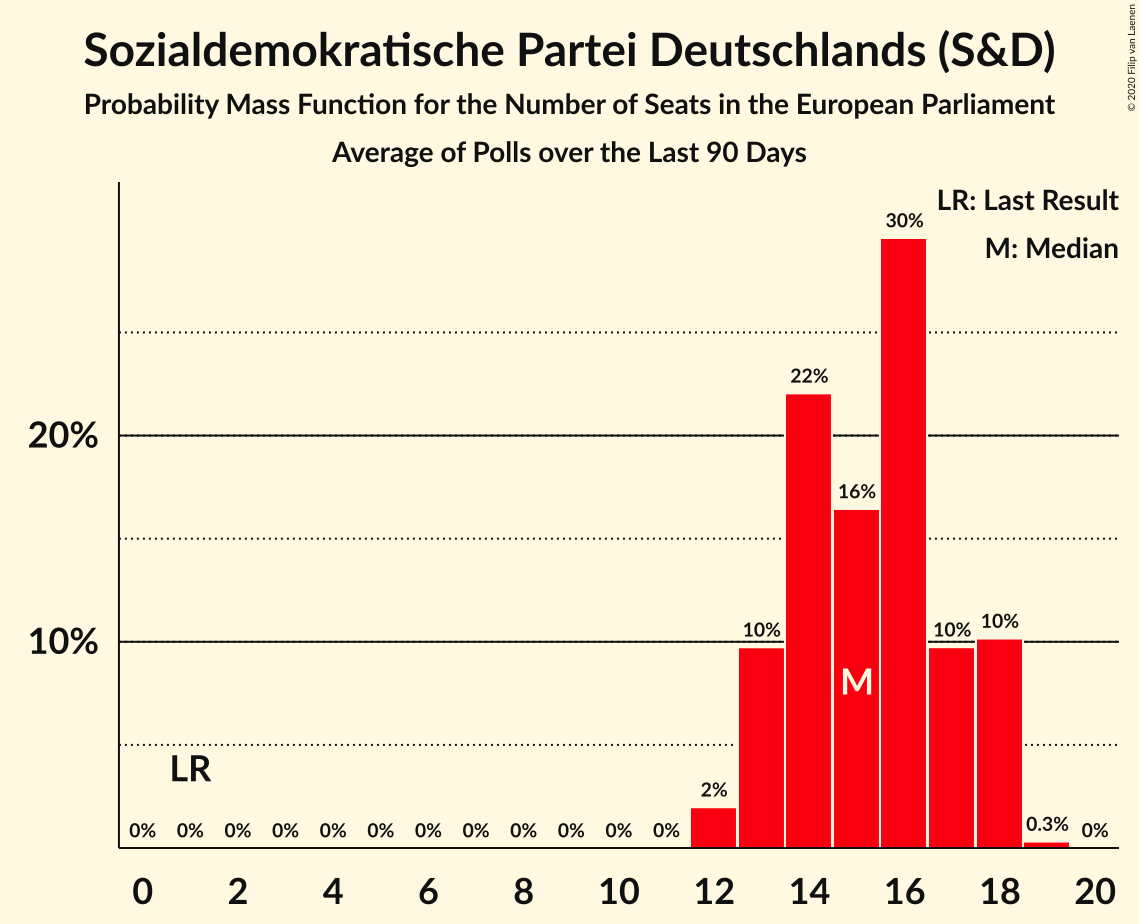 Sozialdemokratische Partei Deutschlands (S&D)
Probability Mass Function for the Number of Seats in the European Parliament
Average of Polls over the Last 90 Days
© 2020 Filip van Laenen
LR: Last Result
M: Median
30%
22%
20%
16%
10%
10%
10%
10%
M
LR
2%
0% 0% 0% 0% 0% 0% 0% 0% 0% 0% 0% 0% 0.3% 0%
0 2 4 6 8 10 12 14 16 18 20